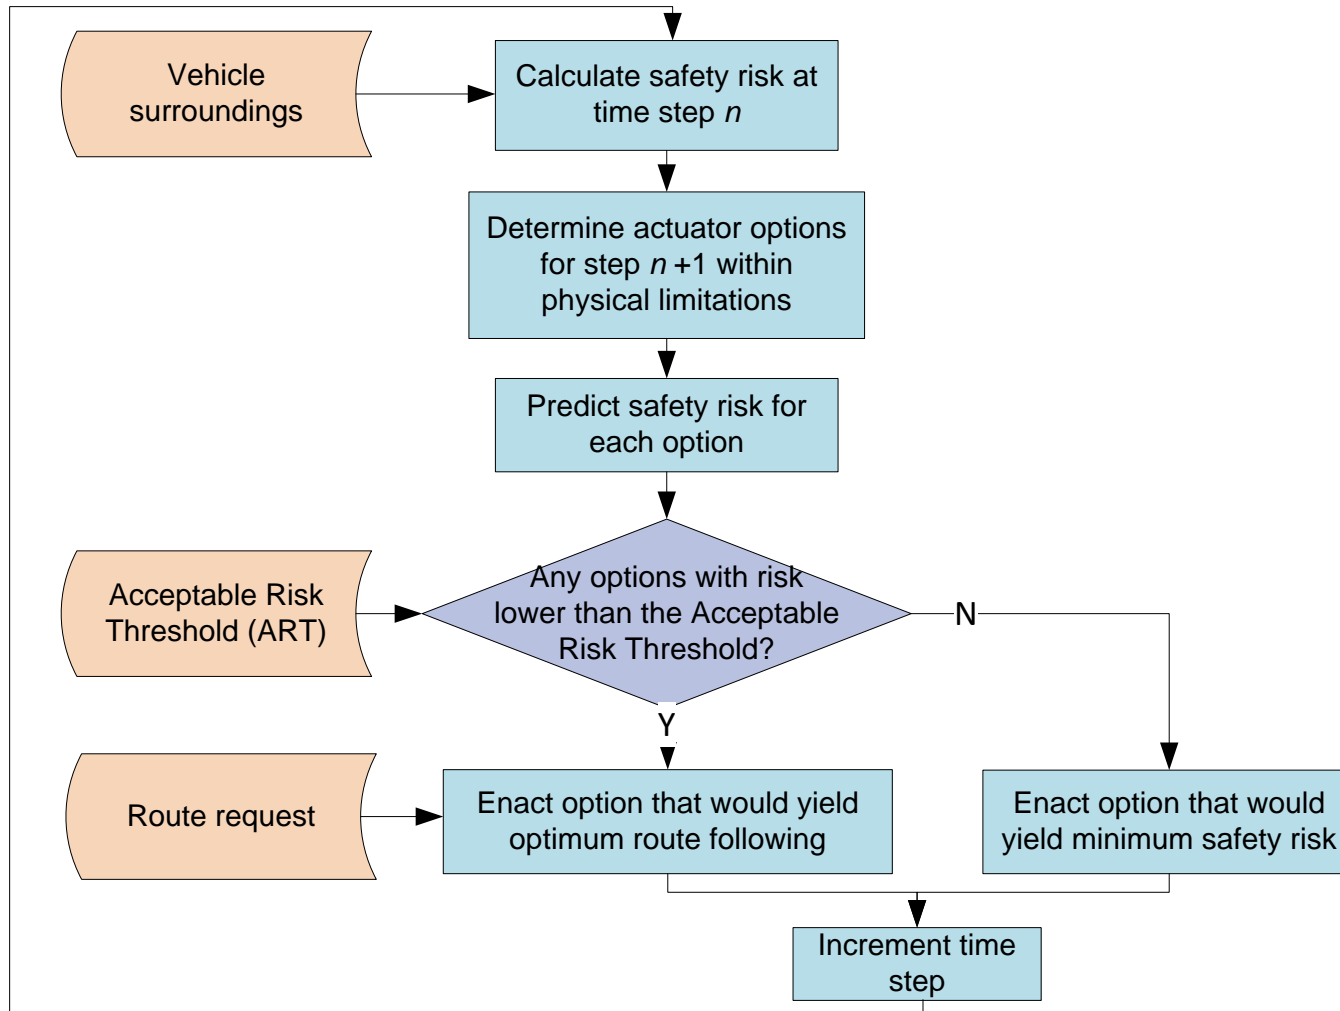 Vehicle
surroundings
Calculate safety risk at
time step n
Determine actuator options
for step n +1 within
physical limitations
Predict safety risk for
each option
Acceptable Risk
Threshold (ART)
Any options with risk
lower than the Acceptable
Risk Threshold?
N
Y
Route request
Enact option that would yield
optimum route following
Enact option that would
yield minimum safety risk
Increment time
step